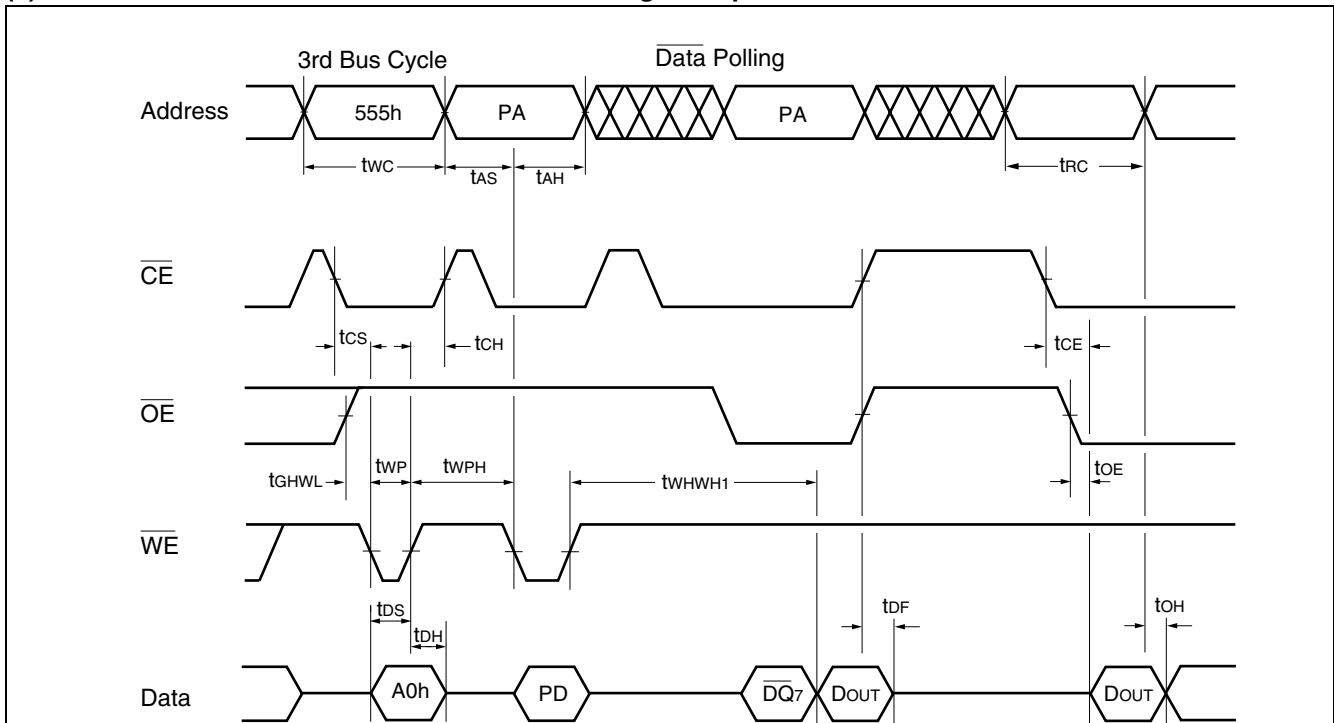 3rd Bus Cycle
Data Polling
Address
555h
PA
PA
tWC
tAS
tAH
tRC
CE
tCS
tCH
tCE
OE
tGHWL
tWP
tWPH
tWHWH1
tOE
WE
tDS
tDH
tDF
tOH
Data
A0h
PD
DQ7
DOUT
DOUT